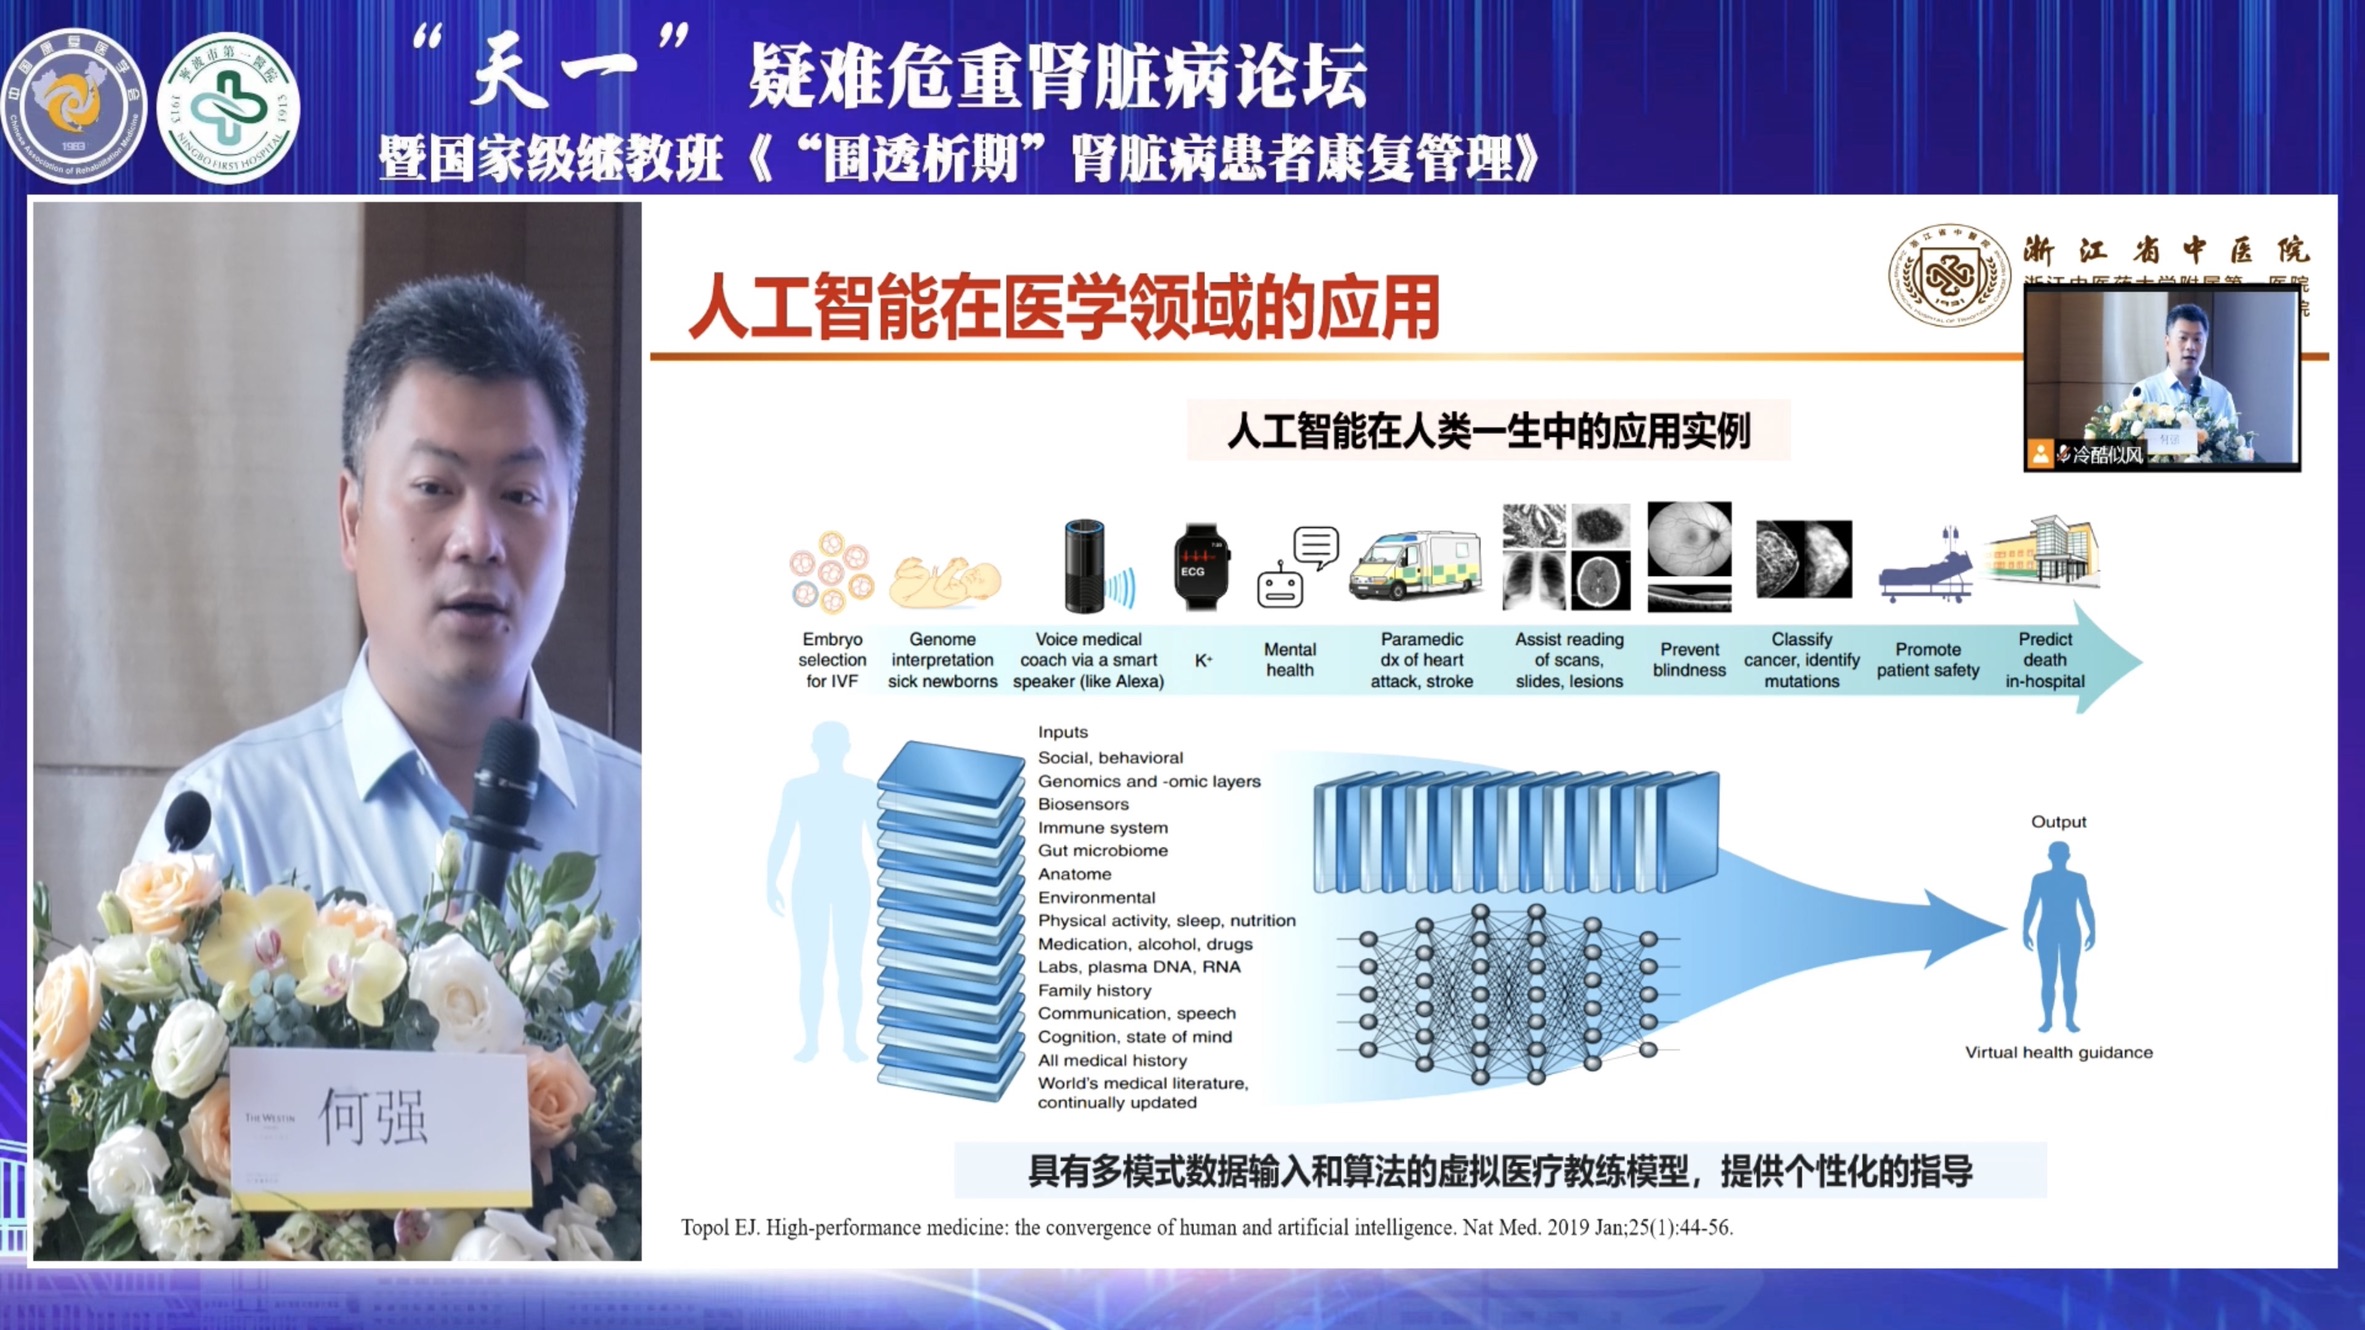 “天一”疑难危重肾脏病论坛
暨国家级继教班《“围透析期”肾脏病患者康复管理》
中国康复医学会
1983
Chinese Association of Rehabilitation Medicine
宁波市第一医院
1913
1913
NINGBO FIRST HOSPITAL
浙江省中医院
人工智能在医学领域的应用
冷酷似风
何强
人工智能在人类一生中的应用实例
ECG
Embryo
selection
for IVF
Genome
interpretation
sick newborns
Voice medical
coach via a smart
speaker (like Alexa)
K+
Mental
health
Paramedic
dx of heart
attack, stroke
Assist reading
of scans,
slides, lesions
Prevent
blindness
Classify
cancer, identify
mutations
Promote
patient safety
Predict
death
in-hospital
Inputs
Social, behavioral
Genomics and -omic layers
Biosensors
Immune system
Gut microbiome
Anatome
Environmental
Physical activity, sleep, nutrition
Medication, alcohol, drugs
Labs, plasma DNA, RNA
Family history
Communication, speech
Cognition, state of mind
All medical history
World’s medical literature,
continually updated
Output
Virtual health guidance
THE WESTIN
何强
具有多模式数据输入和算法的虚拟医疗教练模型，提供个性化的指导
Topol EJ. High-performance medicine: the convergence of human and artificial intelligence. Nat Med. 2019 Jan;25(1):44-56.